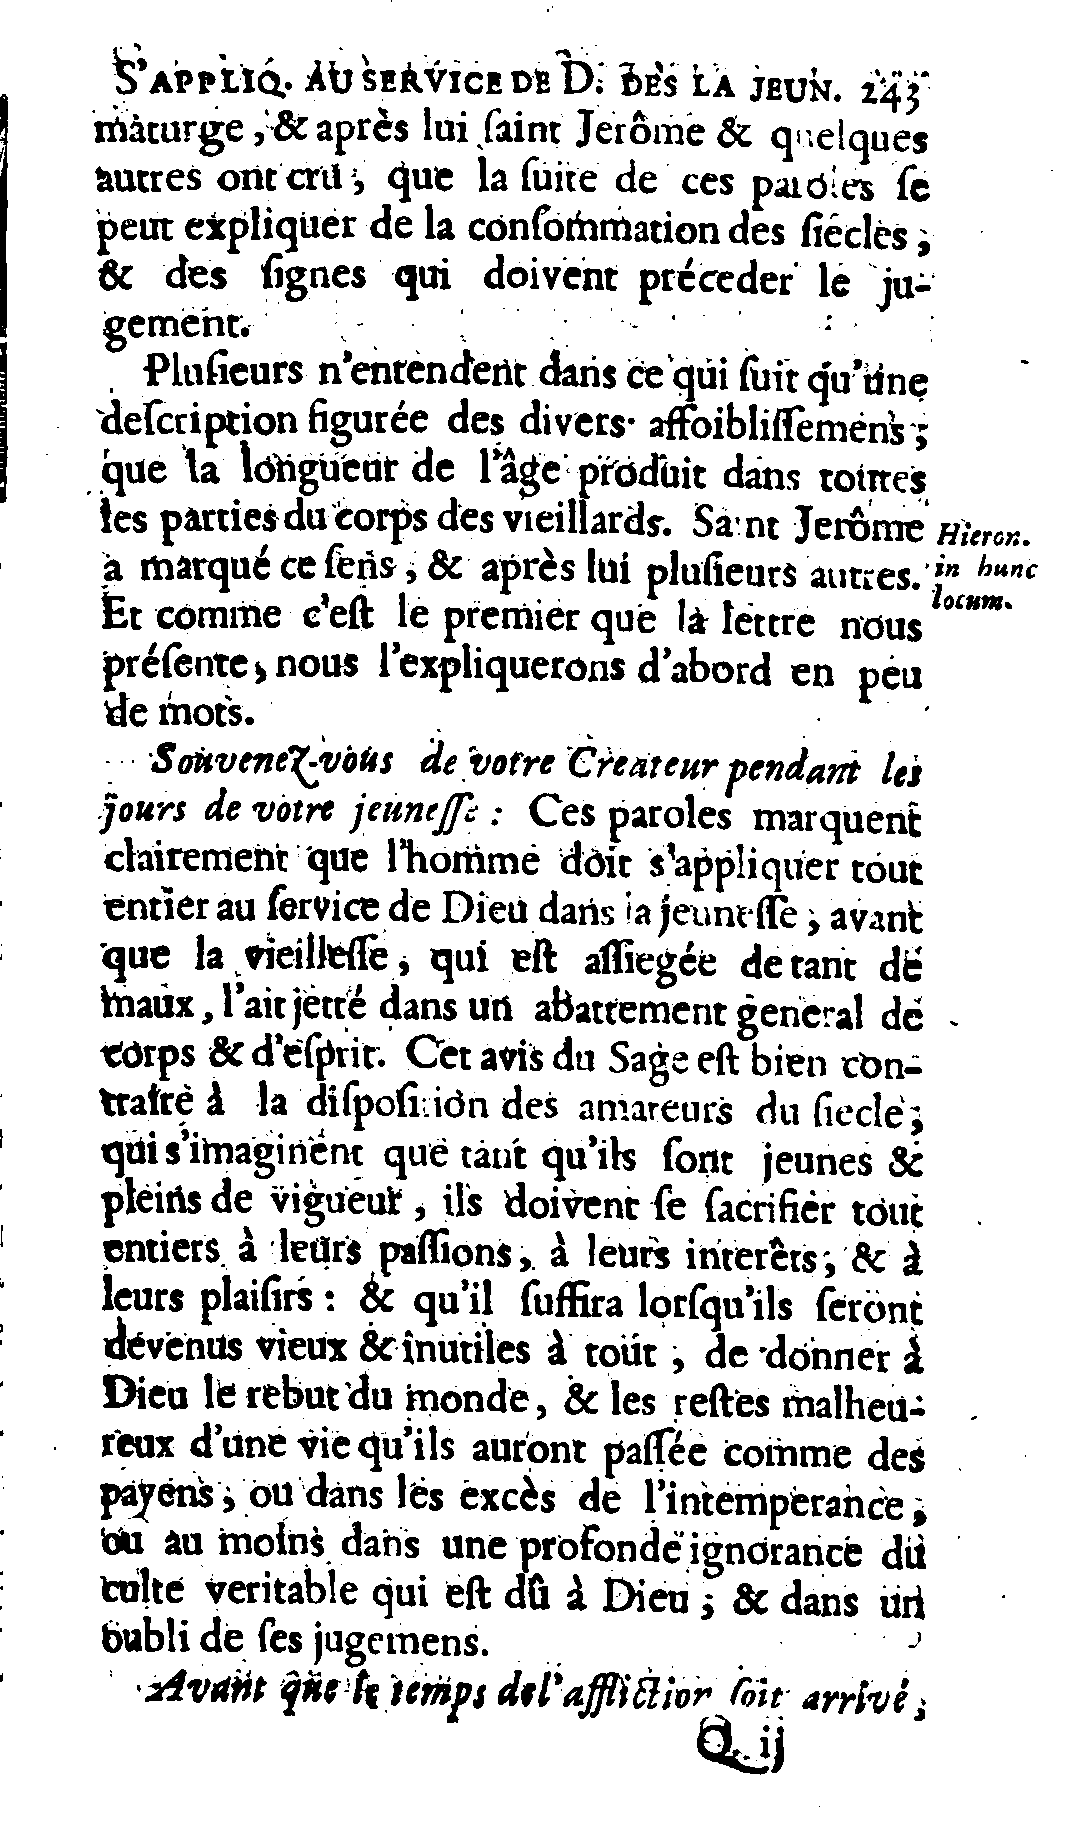 S'APPLIQ. AU SERVICE DE D. DES LA JEUN. 243
maturge, & après lui saint Jerôme & quelques
autres ont crû, que la ſuite de ces paroles ſe
peut expliquer de la conſommation des ſiécles,
& des ſignes qui doivent préceder le ju-
gement.
Pluſieurs n'entendent dans ce qui ſuit qu'une
deſcription figurée des divers affoibliſſemens,
que la longueur de l'âge produit dans toutes
les parties du corps des vieillards. Saint Jerôme
a marqué ce ſens, & après lui pluſieurs autres.
Et comme c'eſt le premier que la lettre nous
préſente, nous l'expliquerons d'abord en peu
de mots.
Hieron.
in hunc
locum.
Souvenez-vous de votre Createur pendant les
jours de votre jeuneſſe : Ces paroles marquent
clairement que l'homme doit s'appliquer tout
entier au ſervice de Dieu dans la jeuneſſe, avant
que la vieilleſſe, qui eſt aſſiegée de tant de
maux, l'ait jetté dans un abattement general de
corps & d'eſprit. Cet avis du Sage eſt bien con-
traire à la diſpoſition des amateurs du ſiecle,
qui s'imaginent que tant qu'ils ſont jeunes &
pleins de vigueur, ils doivent ſe ſacrifier tout
entiers à leurs paſſions, à leurs interêts, & à
leurs plaiſirs : & qu'il ſuffira lorſqu'ils ſeront
devenus vieux & inutiles à tout, de donner à
Dieu le rebut du monde, & les reſtes malheu-
reux d'une vie qu'ils auront paſſée comme des
payens, ou dans les excès de l'intemperance,
ou au moins dans une profonde ignorance du
culte veritable qui eſt dû à Dieu, & dans un
oubli de ſes jugemens.
Avant que le temps de l'affliction ſoit arrivé,
Q ij